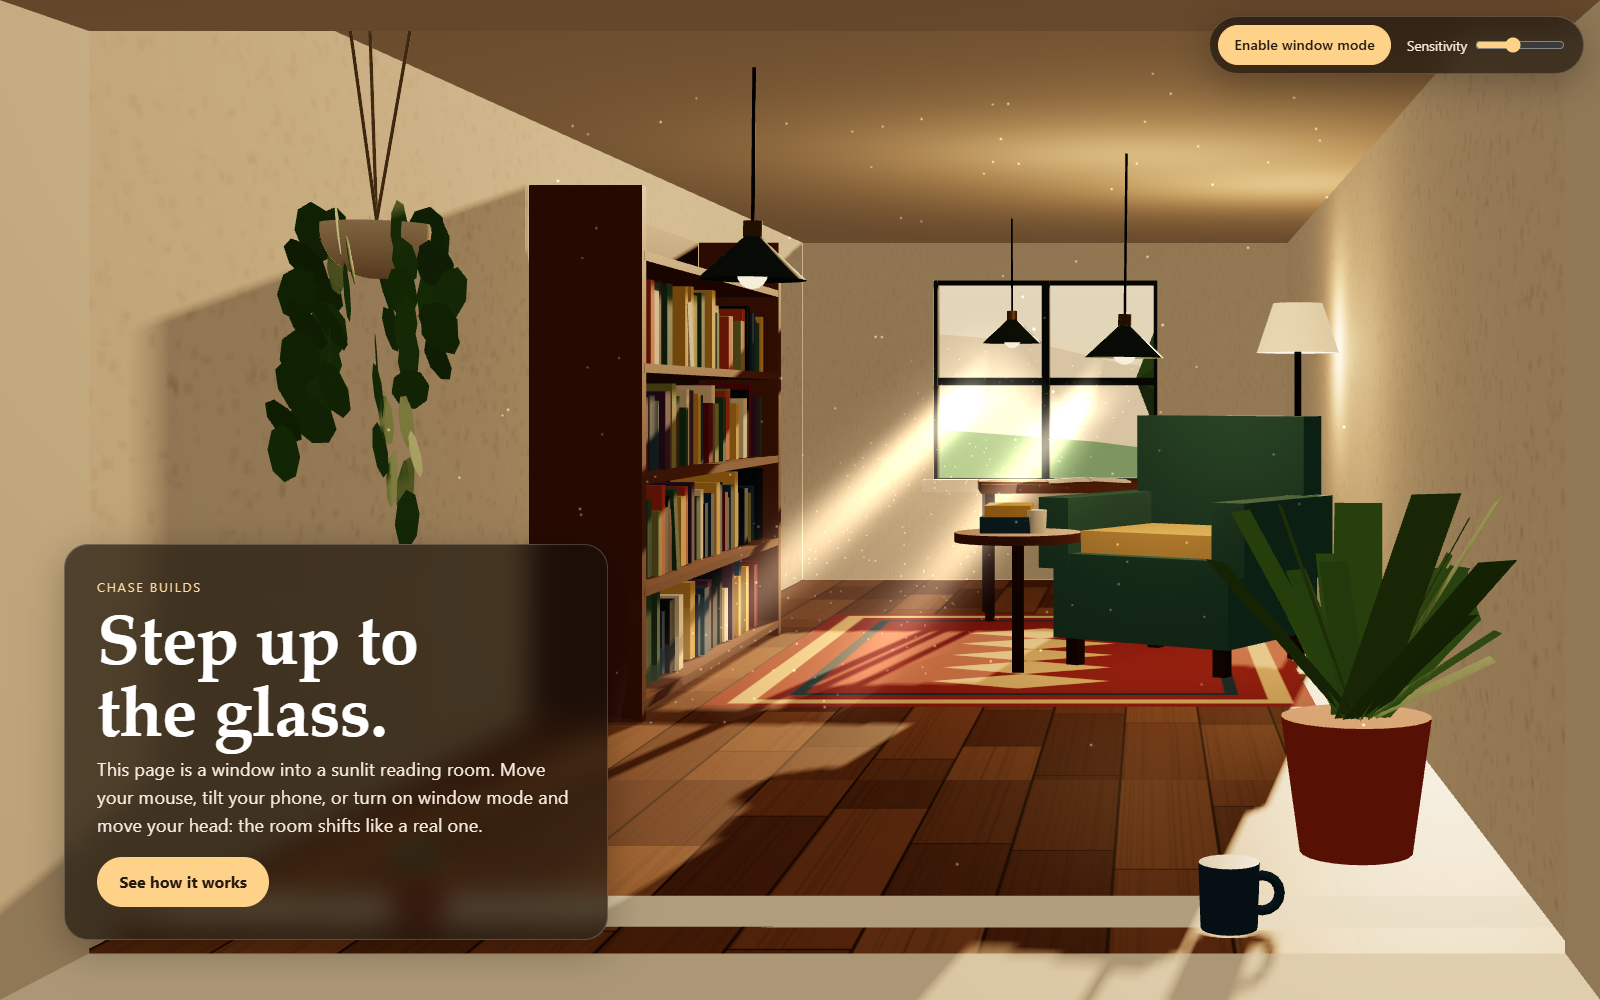 Enable window mode
Sensitivity
CHASE BUILDS
Step up to
the glass.
This page is a window into a sunlit reading room. Move
your mouse, tilt your phone, or turn on window mode and
move your head: the room shifts like a real one.
See how it works